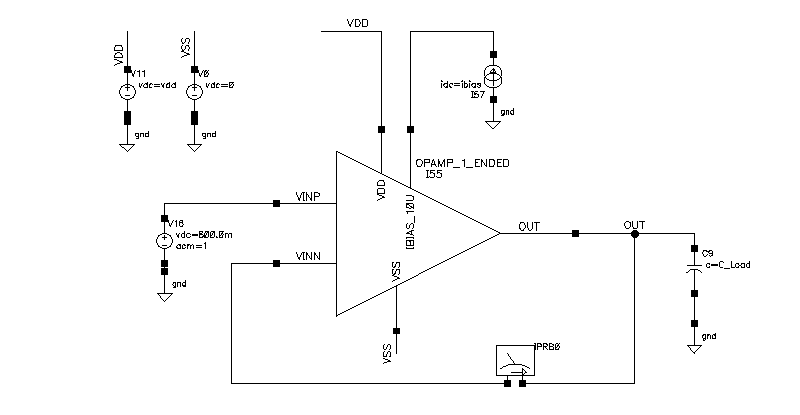 VDD
VDD
VSS
V11
vdc=vdd
V0
vdc=0
idc=ibias
I57
gnd
gnd
gnd
OPAMP_1_ENDED
I55
VDD
IBIAS_10U
VINP
V16
vdc=800.0m
acm=1
OUT
OUT
VINN
VSS
C9
c=C_Load
gnd
gnd
VSS
IPRB0